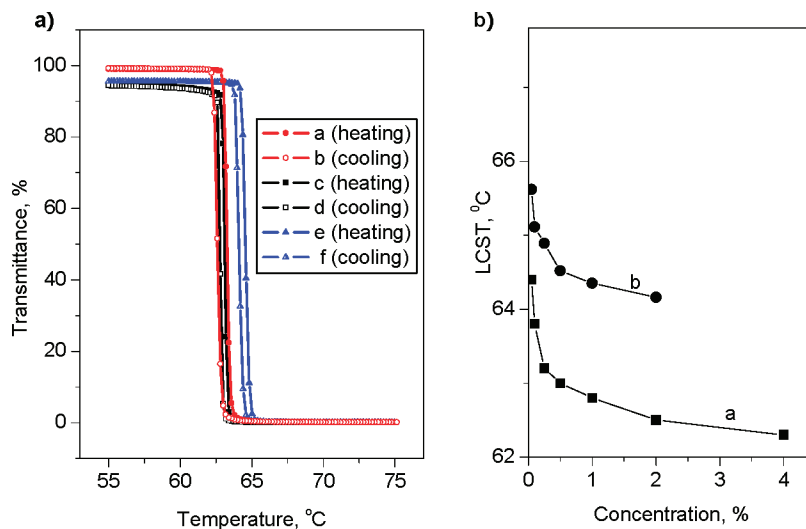 a)
100
80
60
40
20
0
Transmittance, %
a (heating)
b (cooling)
c (heating)
d (cooling)
e (heating)
f (cooling)
55
60
65
70
75
Temperature, °C
b)
66
64
62
LCST, ⁰C
b
a
0
1
2
3
4
Concentration, %